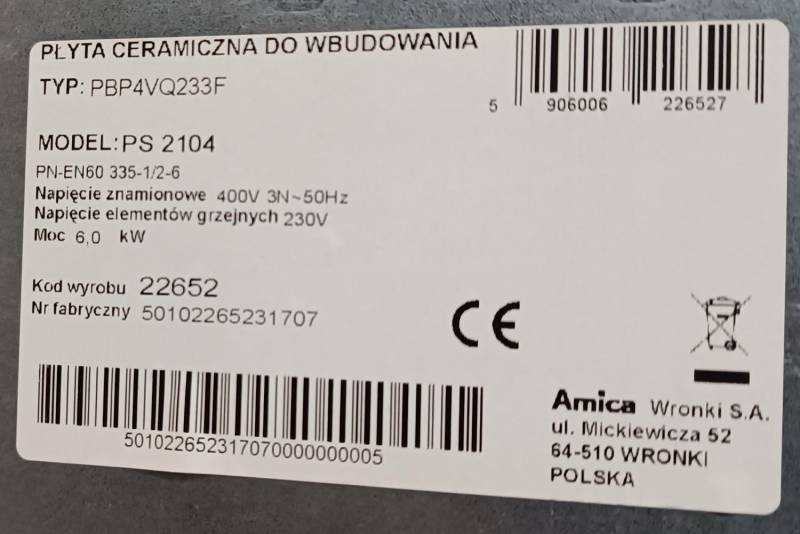 PŁYTA CERAMICZNA DO WBUDOWANIA
TYP: PBP4VQ233F
5 906006 226527
MODEL: PS 2104
PN-EN60 335-1/2-6
Napięcie znamionowe 400V 3N~50Hz
Napięcie elementów grzejnych 230V
Moc 6,0 kW
Kod wyrobu 22652
Nr fabryczny 50102265231707
CE
501022652317070000000005
Amica Wronki S.A.
ul. Mickiewicza 52
64-510 WRONKI
POLSKA